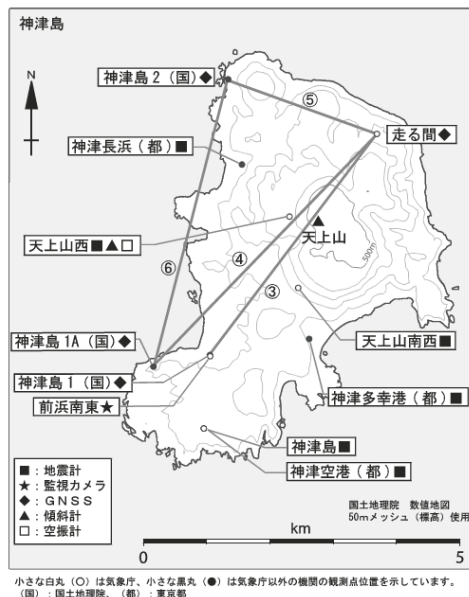 神津島
神津島２（国）◆
⑤
走る間◆
N
神津長浜（都）■
天上山
天上山西■▲□
500m
⑥
④
③
神津島1A（国）◆
天上山南西■
神津島１（国）◆
前浜南東★
神津多幸港（都）■
神津島■
神津空港（都）■
■：地震計
★：監視カメラ
◆：ＧＮＳＳ
▲：傾斜計
□：空振計
国土地理院　数値地図
50mメッシュ（標高）使用
km
0
5
小さな白丸（○）は気象庁、小さな黒丸（●）は気象庁以外の機関の観測点位置を示しています。
（国）：国土地理院、（都）：東京都